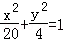 x²/20 + y²/4 = 1